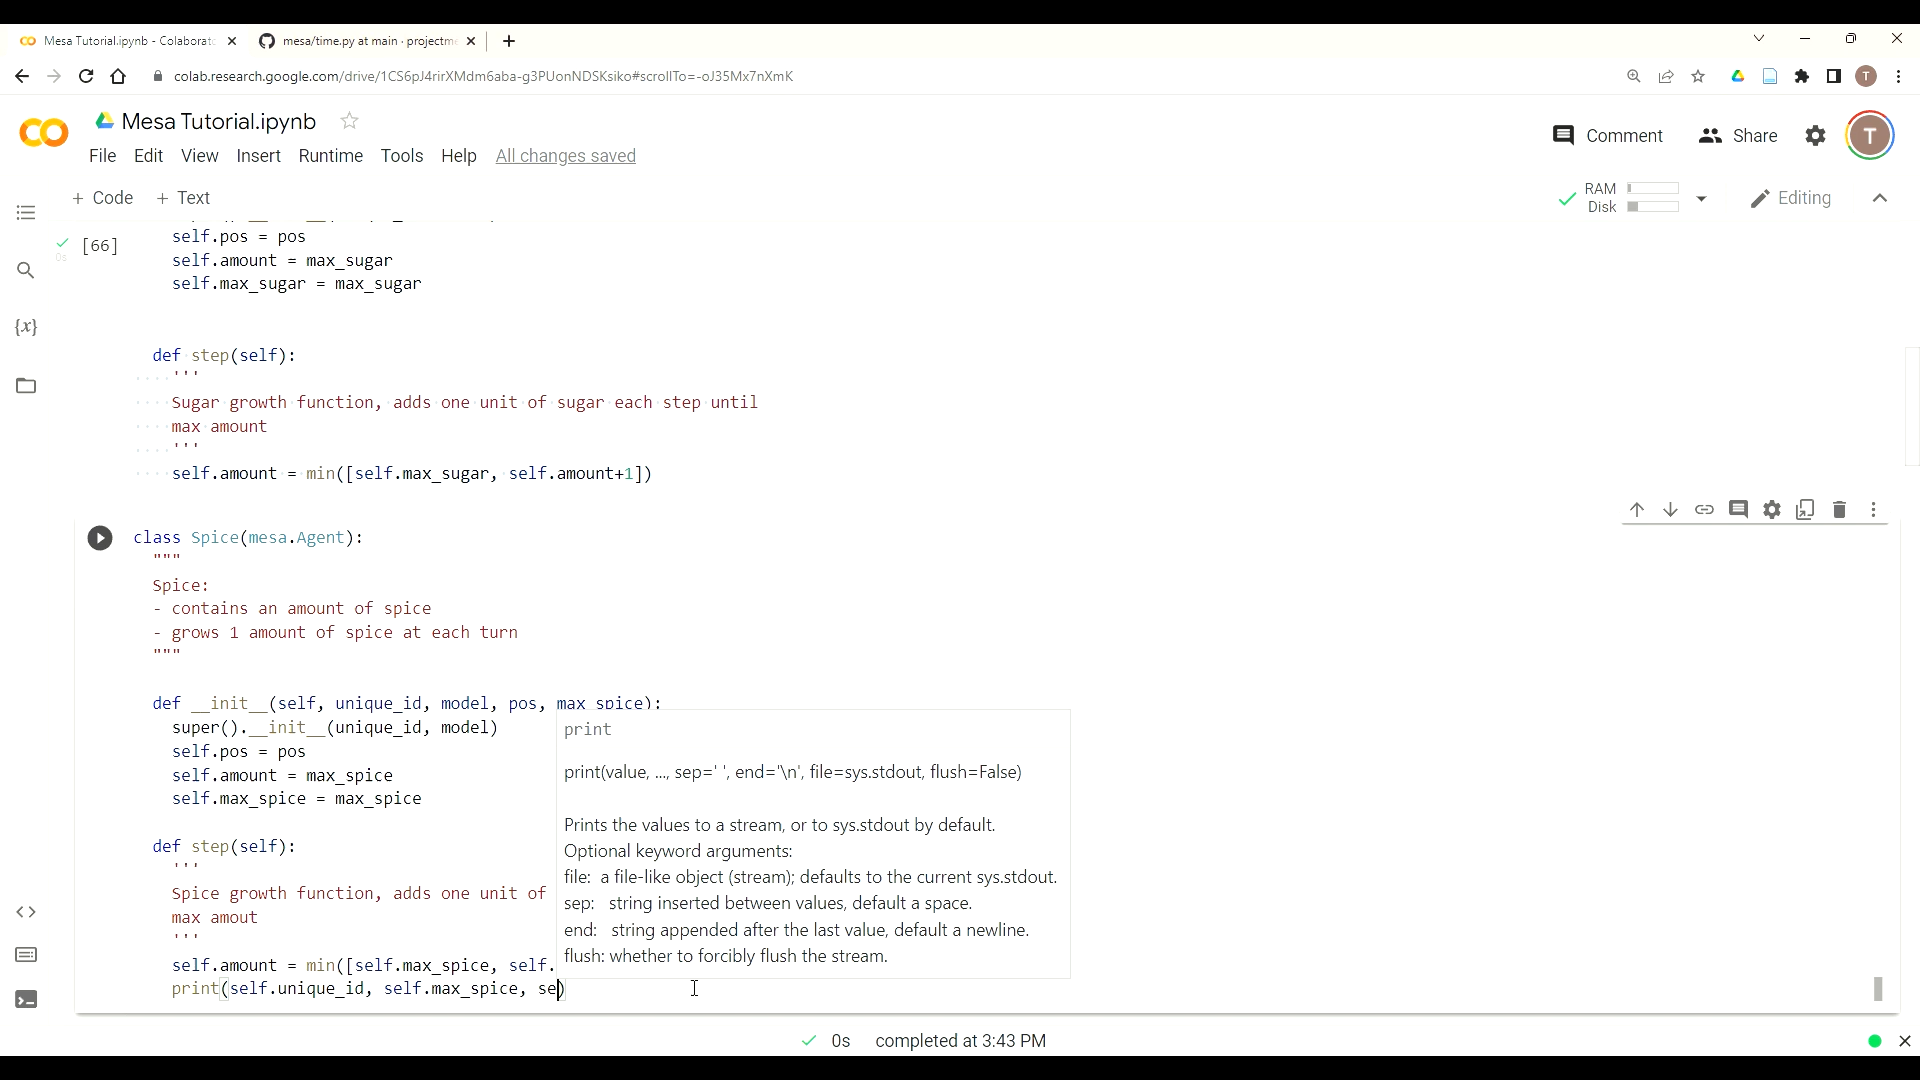 Mesa Tutorial.ipynb - Colaborat
mesa/time.py at main · projectm
colab.research.google.com/drive/1CS6pJ4rirXMdm6aba-g3PUonNDSKsiko#scrollTo=-oJ35Mx7nXmK
T
Mesa Tutorial.ipynb
File Edit View Insert Runtime Tools Help All changes saved
Comment Share T
+ Code + Text
RAM
Disk
Editing
[66]
0s
self.pos = pos
self.amount = max_sugar
self.max_sugar = max_sugar
{x}
def step(self):
'''
Sugar growth function, adds one unit of sugar each step until
max amount
'''
self.amount = min([self.max_sugar, self.amount+1])
class Spice(mesa.Agent):
"""
Spice:
- contains an amount of spice
- grows 1 amount of spice at each turn
"""
def __init__(self, unique_id, model, pos, max_spice):
super().__init__(unique_id, model)
self.pos = pos
self.amount = max_spice
self.max_spice = max_spice
def step(self):
'''
Spice growth function, adds one unit of
max amout
'''
self.amount = min([self.max_spice, self.
print(self.unique_id, self.max_spice, se)
print
print(value, ..., sep=' ', end='\n', file=sys.stdout, flush=False)
Prints the values to a stream, or to sys.stdout by default.
Optional keyword arguments:
file: a file-like object (stream); defaults to the current sys.stdout.
sep: string inserted between values, default a space.
end: string appended after the last value, default a newline.
flush: whether to forcibly flush the stream.
0s completed at 3:43 PM